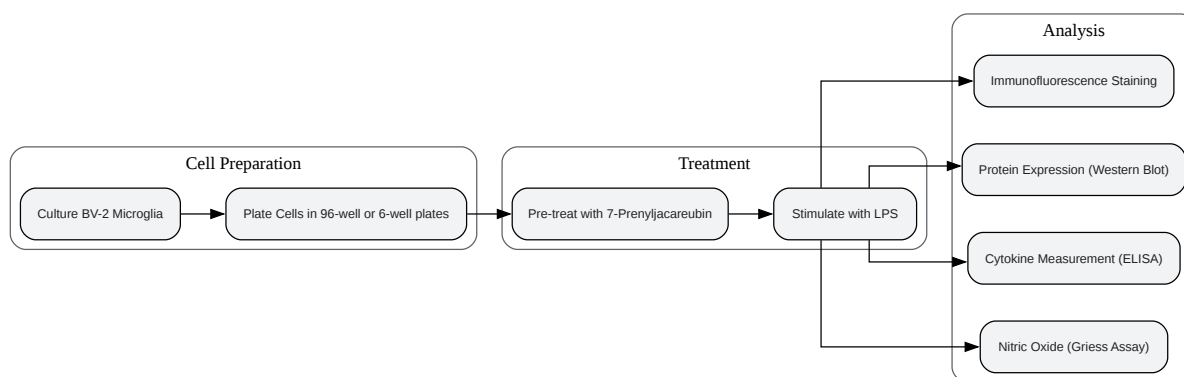 Cell Preparation
Culture BV-2 Microglia
Plate Cells in 96-well or 6-well plates
Treatment
Pre-treat with 7-Prenyljacareubin
Stimulate with LPS
Analysis
Immunofluorescence Staining
Protein Expression (Western Blot)
Cytokine Measurement (ELISA)
Nitric Oxide (Griess Assay)